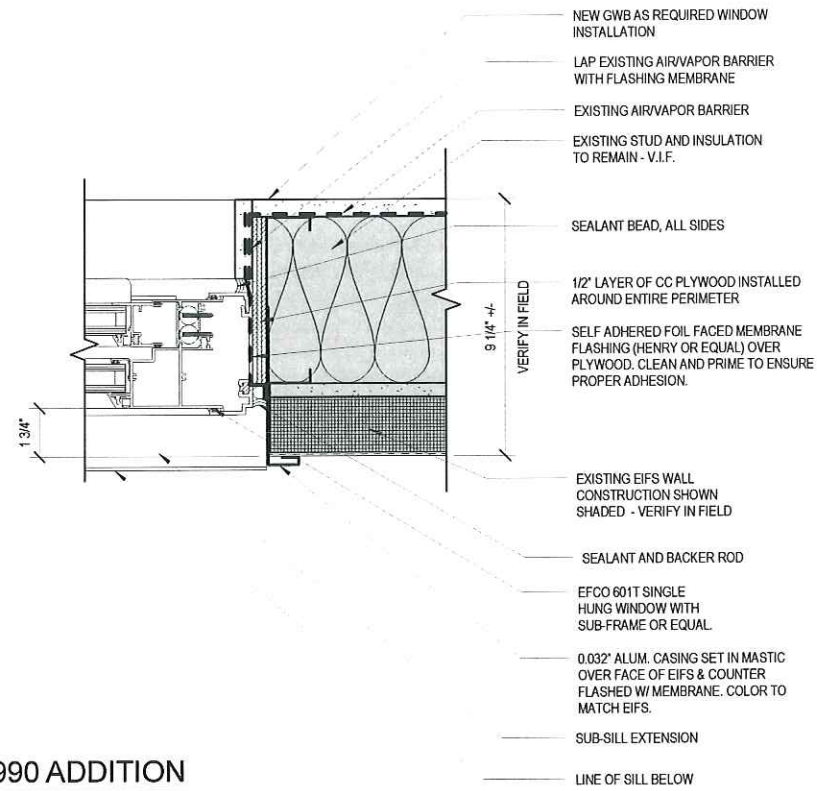 NEW GWB AS REQUIRED WINDOW
INSTALLATION
LAP EXISTING AIR/VAPOR BARRIER
WITH FLASHING MEMBRANE
EXISTING AIR/VAPOR BARRIER
EXISTING STUD AND INSULATION
TO REMAIN - V.I.F.
SEALANT BEAD, ALL SIDES
1/2" LAYER OF CC PLYWOOD INSTALLED
AROUND ENTIRE PERIMETER
SELF ADHERED FOIL FACED MEMBRANE
FLASHING (HENRY OR EQUAL) OVER
PLYWOOD. CLEAN AND PRIME TO ENSURE
PROPER ADHESION.
9 1/4" +/-
VERIFY IN FIELD
1 3/4"
EXISTING EIFS WALL
CONSTRUCTION SHOWN
SHADED - VERIFY IN FIELD
SEALANT AND BACKER ROD
EFCO 601T SINGLE
HUNG WINDOW WITH
SUB-FRAME OR EQUAL.
0.032" ALUM. CASING SET IN MASTIC
OVER FACE OF EIFS & COUNTER
FLASHED W/ MEMBRANE. COLOR TO
MATCH EIFS.
SUB-SILL EXTENSION
LINE OF SILL BELOW
990 ADDITION